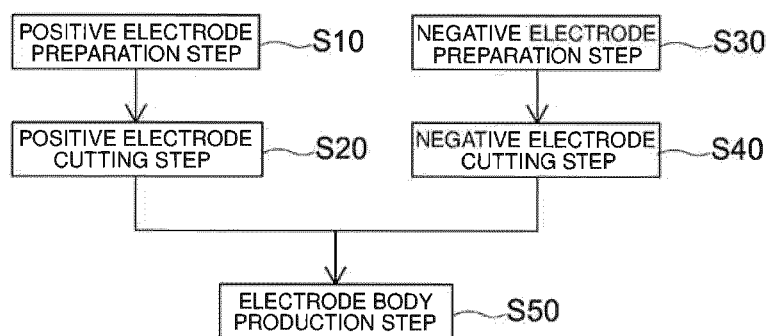 POSITIVE ELECTRODE
PREPARATION STEP
S10
NEGATIVE ELECTRODE
PREPARATION STEP
S30
POSITIVE ELECTRODE
CUTTING STEP
S20
NEGATIVE ELECTRODE
CUTTING STEP
S40
ELECTRODE BODY
PRODUCTION STEP
S50